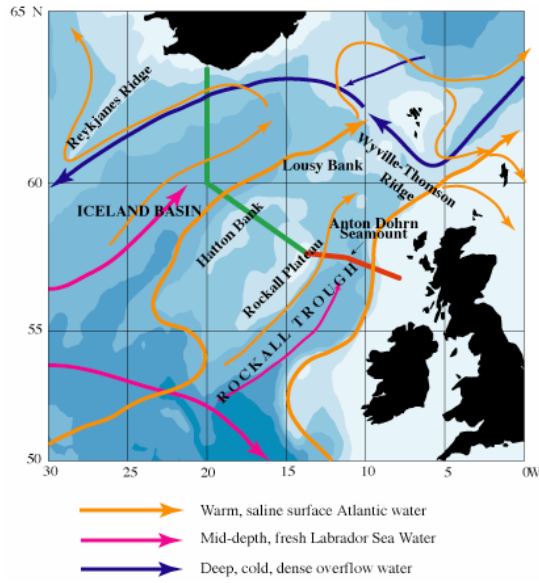 65 N
Reykjanes Ridge
Wyville-Thomson
Ridge
Lousy Bank
60
ICELAND BASIN
Hatton Bank
Anton Dohrn
Seamount
Rockall Plateau
ROCKALL TROUGH
55
50
30
25
20
15
10
5
0W
Warm, saline surface Atlantic water
Mid-depth, fresh Labrador Sea Water
Deep, cold, dense overflow water